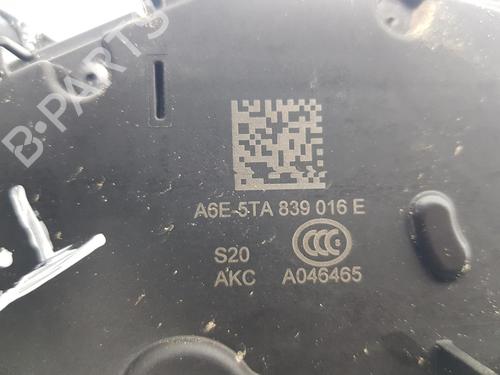 B-PARTS
A6E-5TA 839 016 E
CCC
S20
AKC A046465